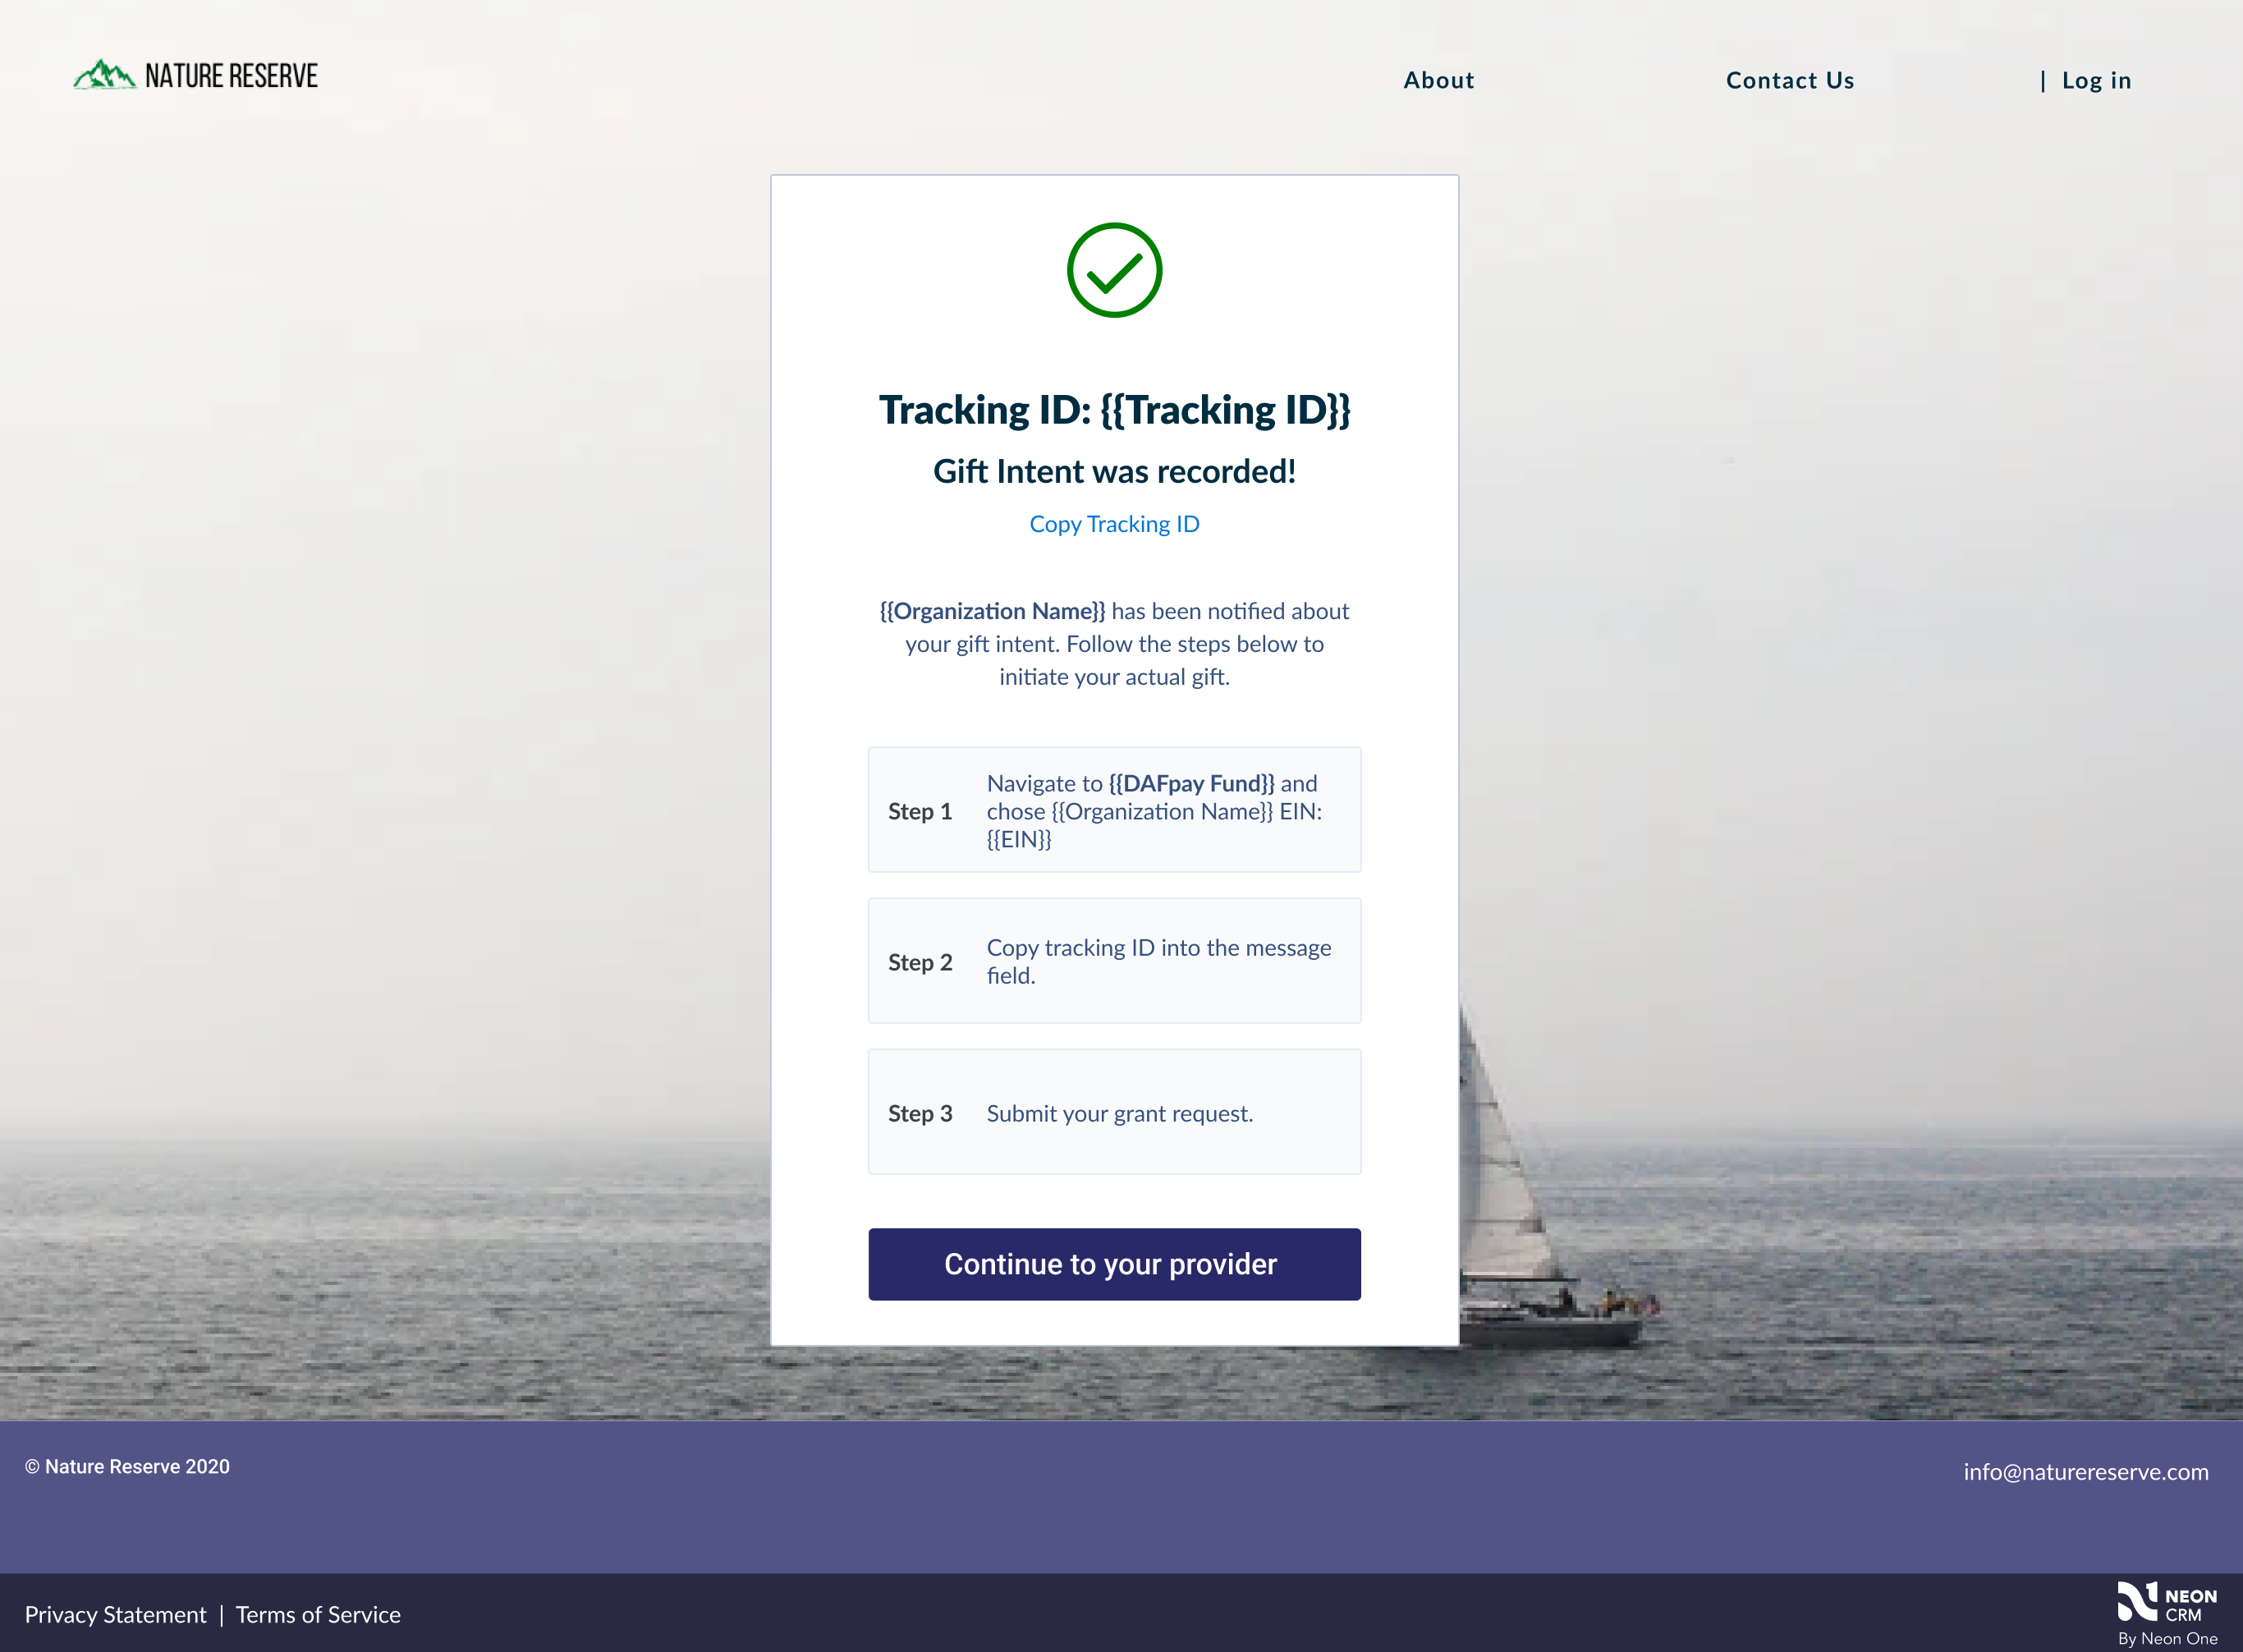 NATURE RESERVE
About
Contact Us
| Log in
Tracking ID: {{Tracking ID}}
Gift Intent was recorded!
Copy Tracking ID
{{Organization Name}} has been notified about
your gift intent. Follow the steps below to
initiate your actual gift.
Step 1
Navigate to {{DAFpay Fund}} and
chose {{Organization Name}} EIN:
{{EIN}}
Step 2
Copy tracking ID into the message
field.
Step 3
Submit your grant request.
Continue to your provider
© Nature Reserve 2020
info@naturereserve.com
Privacy Statement | Terms of Service
NEON
CRM
By Neon One